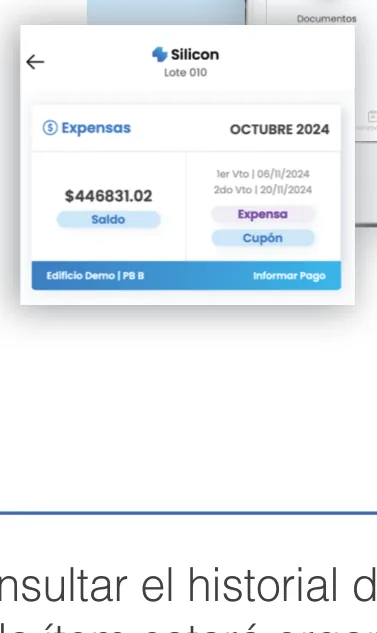 Documentos
Silicon
Lote 010
Expensas
OCTUBRE 2024
1er Vto | 06/11/2024
$446831.02
2do Vto | 20/11/2024
Saldo
Expensa
Cupón
Edificio Demo | PB B
Informar Pago
nsultar el historial d